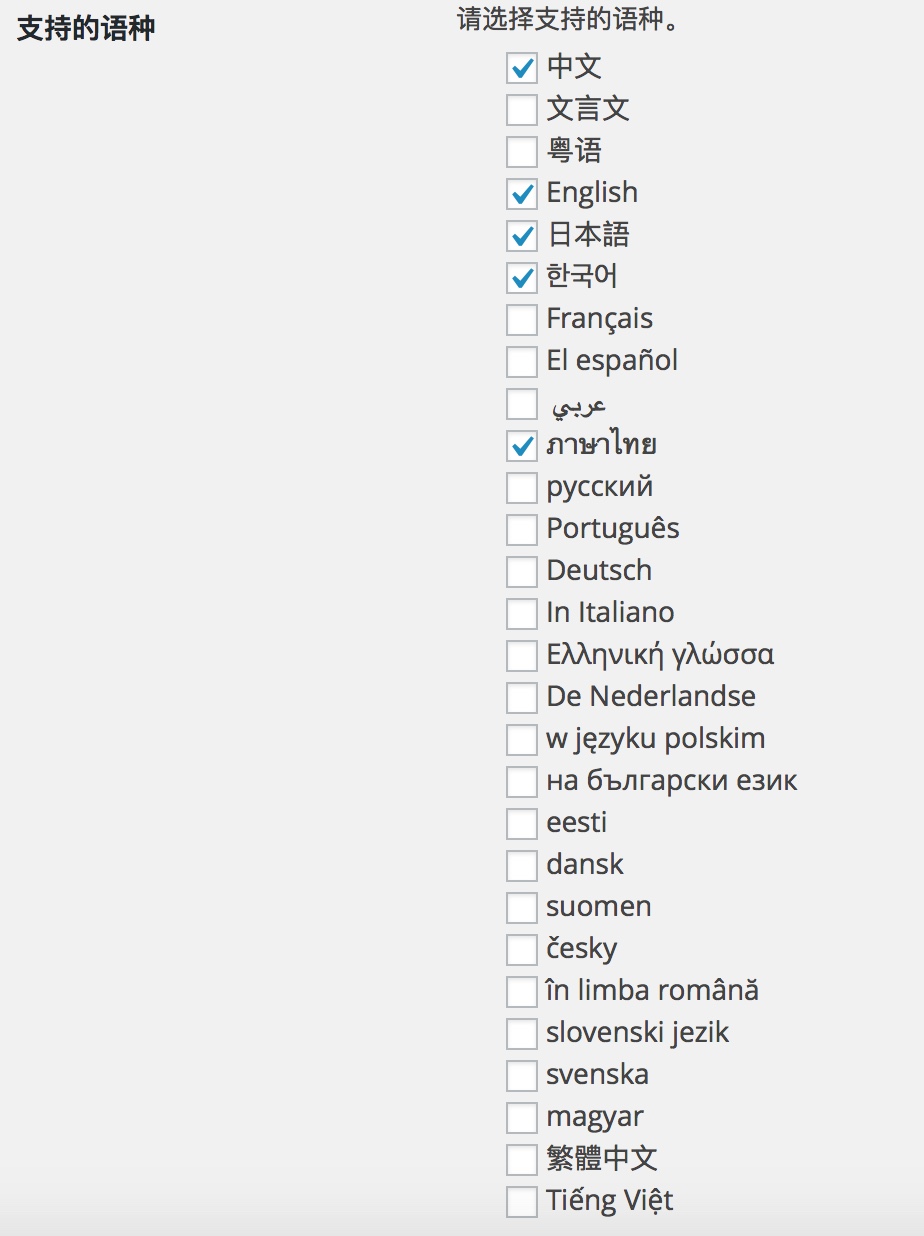 支持的语种
请选择支持的语种。
中文
文言文
粤语
English
日本語
한국어
Français
El español
عربي
ภาษาไทย
русский
Português
Deutsch
In Italiano
Ελληνική γλώσσα
De Nederlandse
w języku polskim
на български език
eesti
dansk
suomen
česky
în limba română
slovenski jezik
svenska
magyar
繁體中文
Tiếng Việt